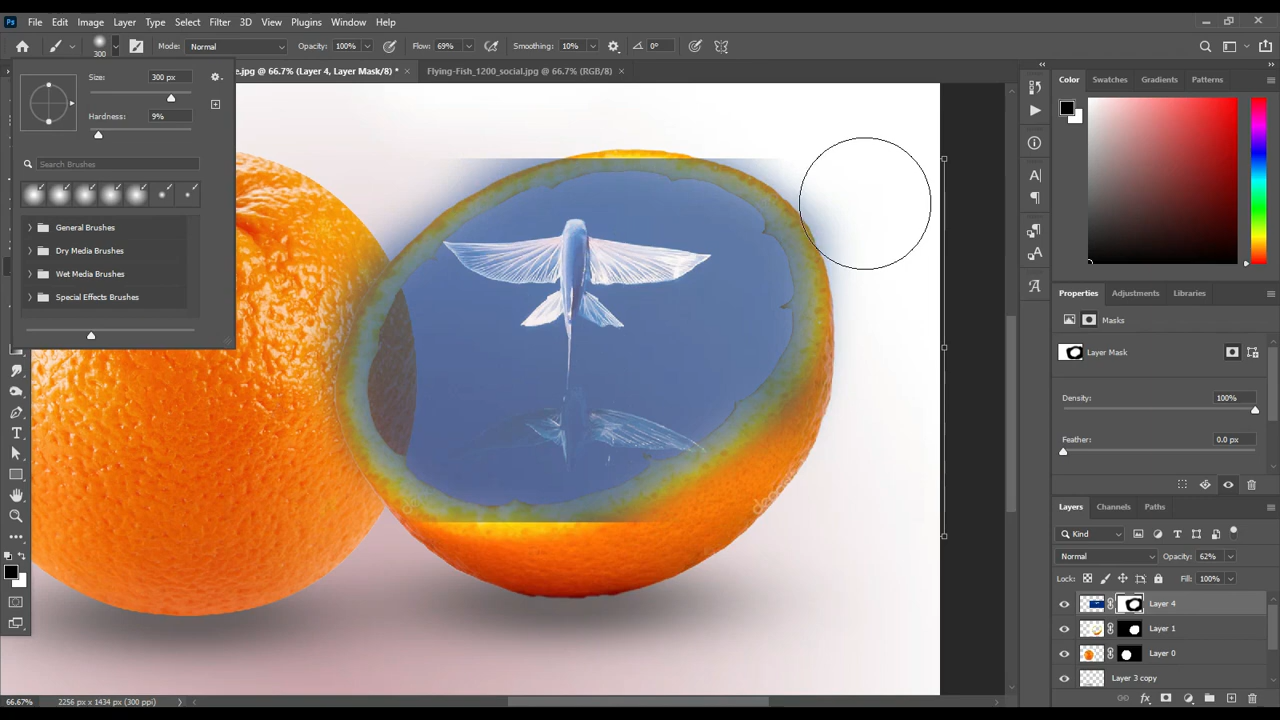 Ps File Edit Image Layer Type Select Filter 3D View Plugins Window Help
300 Mode: Normal Opacity: 100% Flow: 69% Smoothing: 10% 0°
e.jpg @ 66.7% (Layer 4, Layer Mask/8) * × Flying-Fish_1200_social.jpg @ 66.7% (RGB/8) ×
Size: 300 px
Hardness: 9%
Search Brushes
General Brushes
Dry Media Brushes
Wet Media Brushes
Special Effects Brushes
Color Swatches Gradients Patterns
Properties Adjustments Libraries
Masks
Layer Mask
Density: 100%
Feather: 0.0 px
Layers Channels Paths
Kind
Normal Opacity: 62%
Lock: Fill: 100%
Layer 4
Layer 1
Layer 0
Layer 3 copy
fx
66.67% 2256 px x 1434 px (300 ppi)